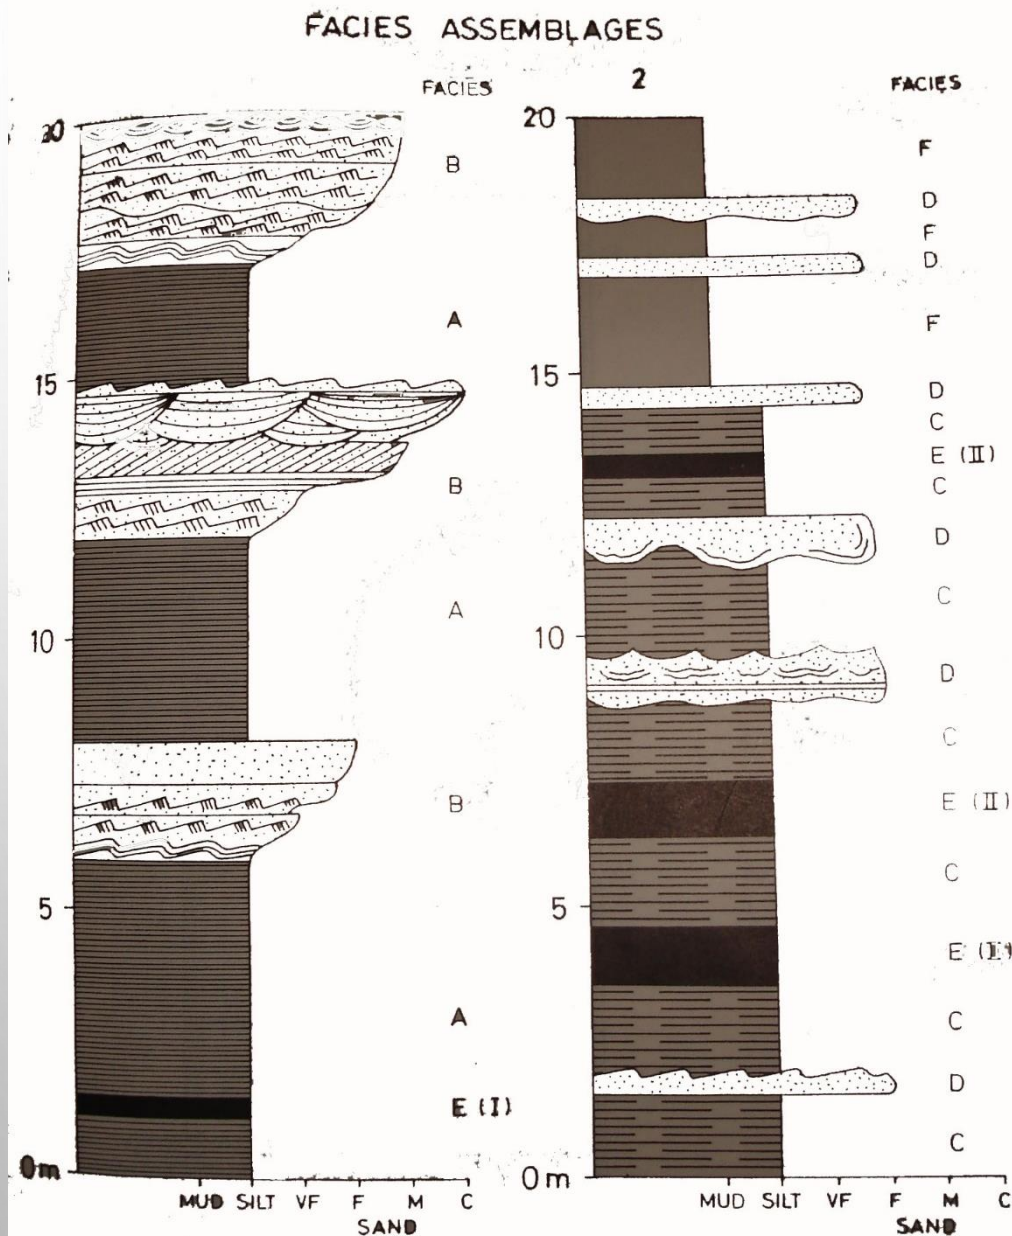 FACIES ASSEMBLAGES
FACIES
20
B
A
15
B
A
10
B
5
A
E (I)
0m
MUD SILT VF F M C
SAND
2
FACIES
20
F
D
F
D
F
15
D
C
E (II)
C
D
C
10
D
C
E (II)
C
5
E (II)
C
D
C
0m
MUD SILT VF F M C
SAND